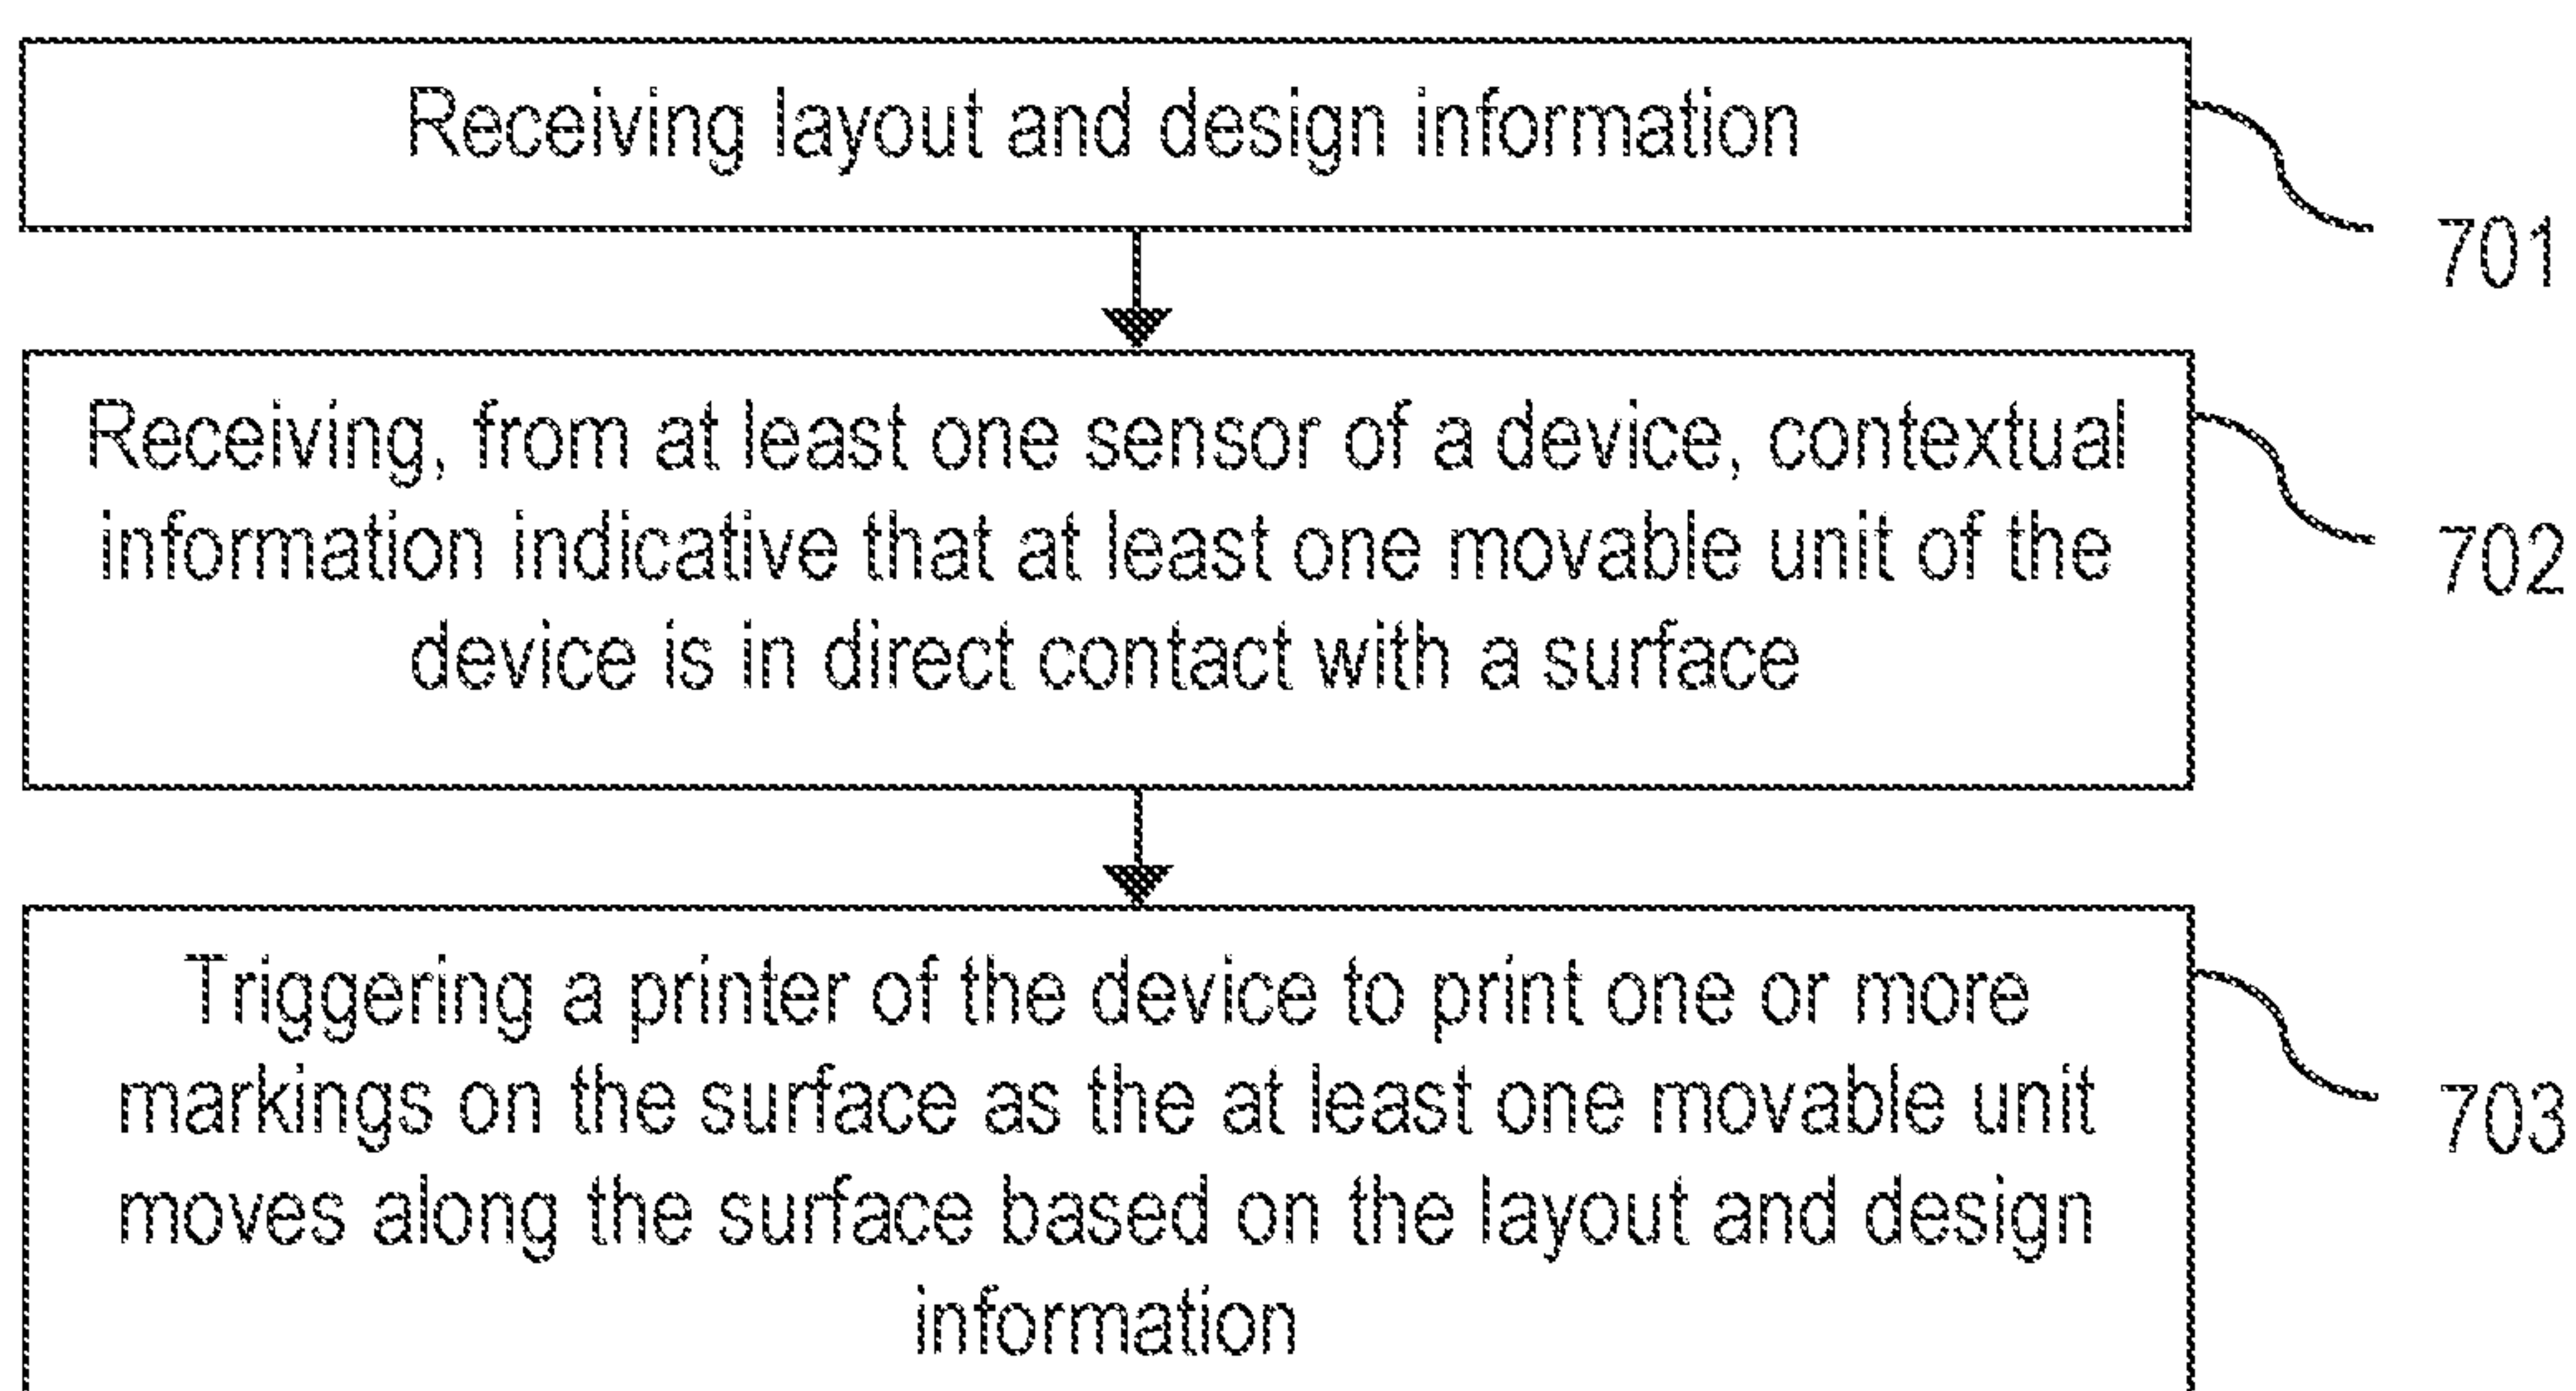 Receiving layout and design information
701
Receiving, from at least one sensor of a device, contextual
information indicative that at least one movable unit of the
device is in direct contact with a surface
702
Triggering a printer of the device to print one or more
markings on the surface as the at least one movable unit
moves along the surface based on the layout and design
information
703